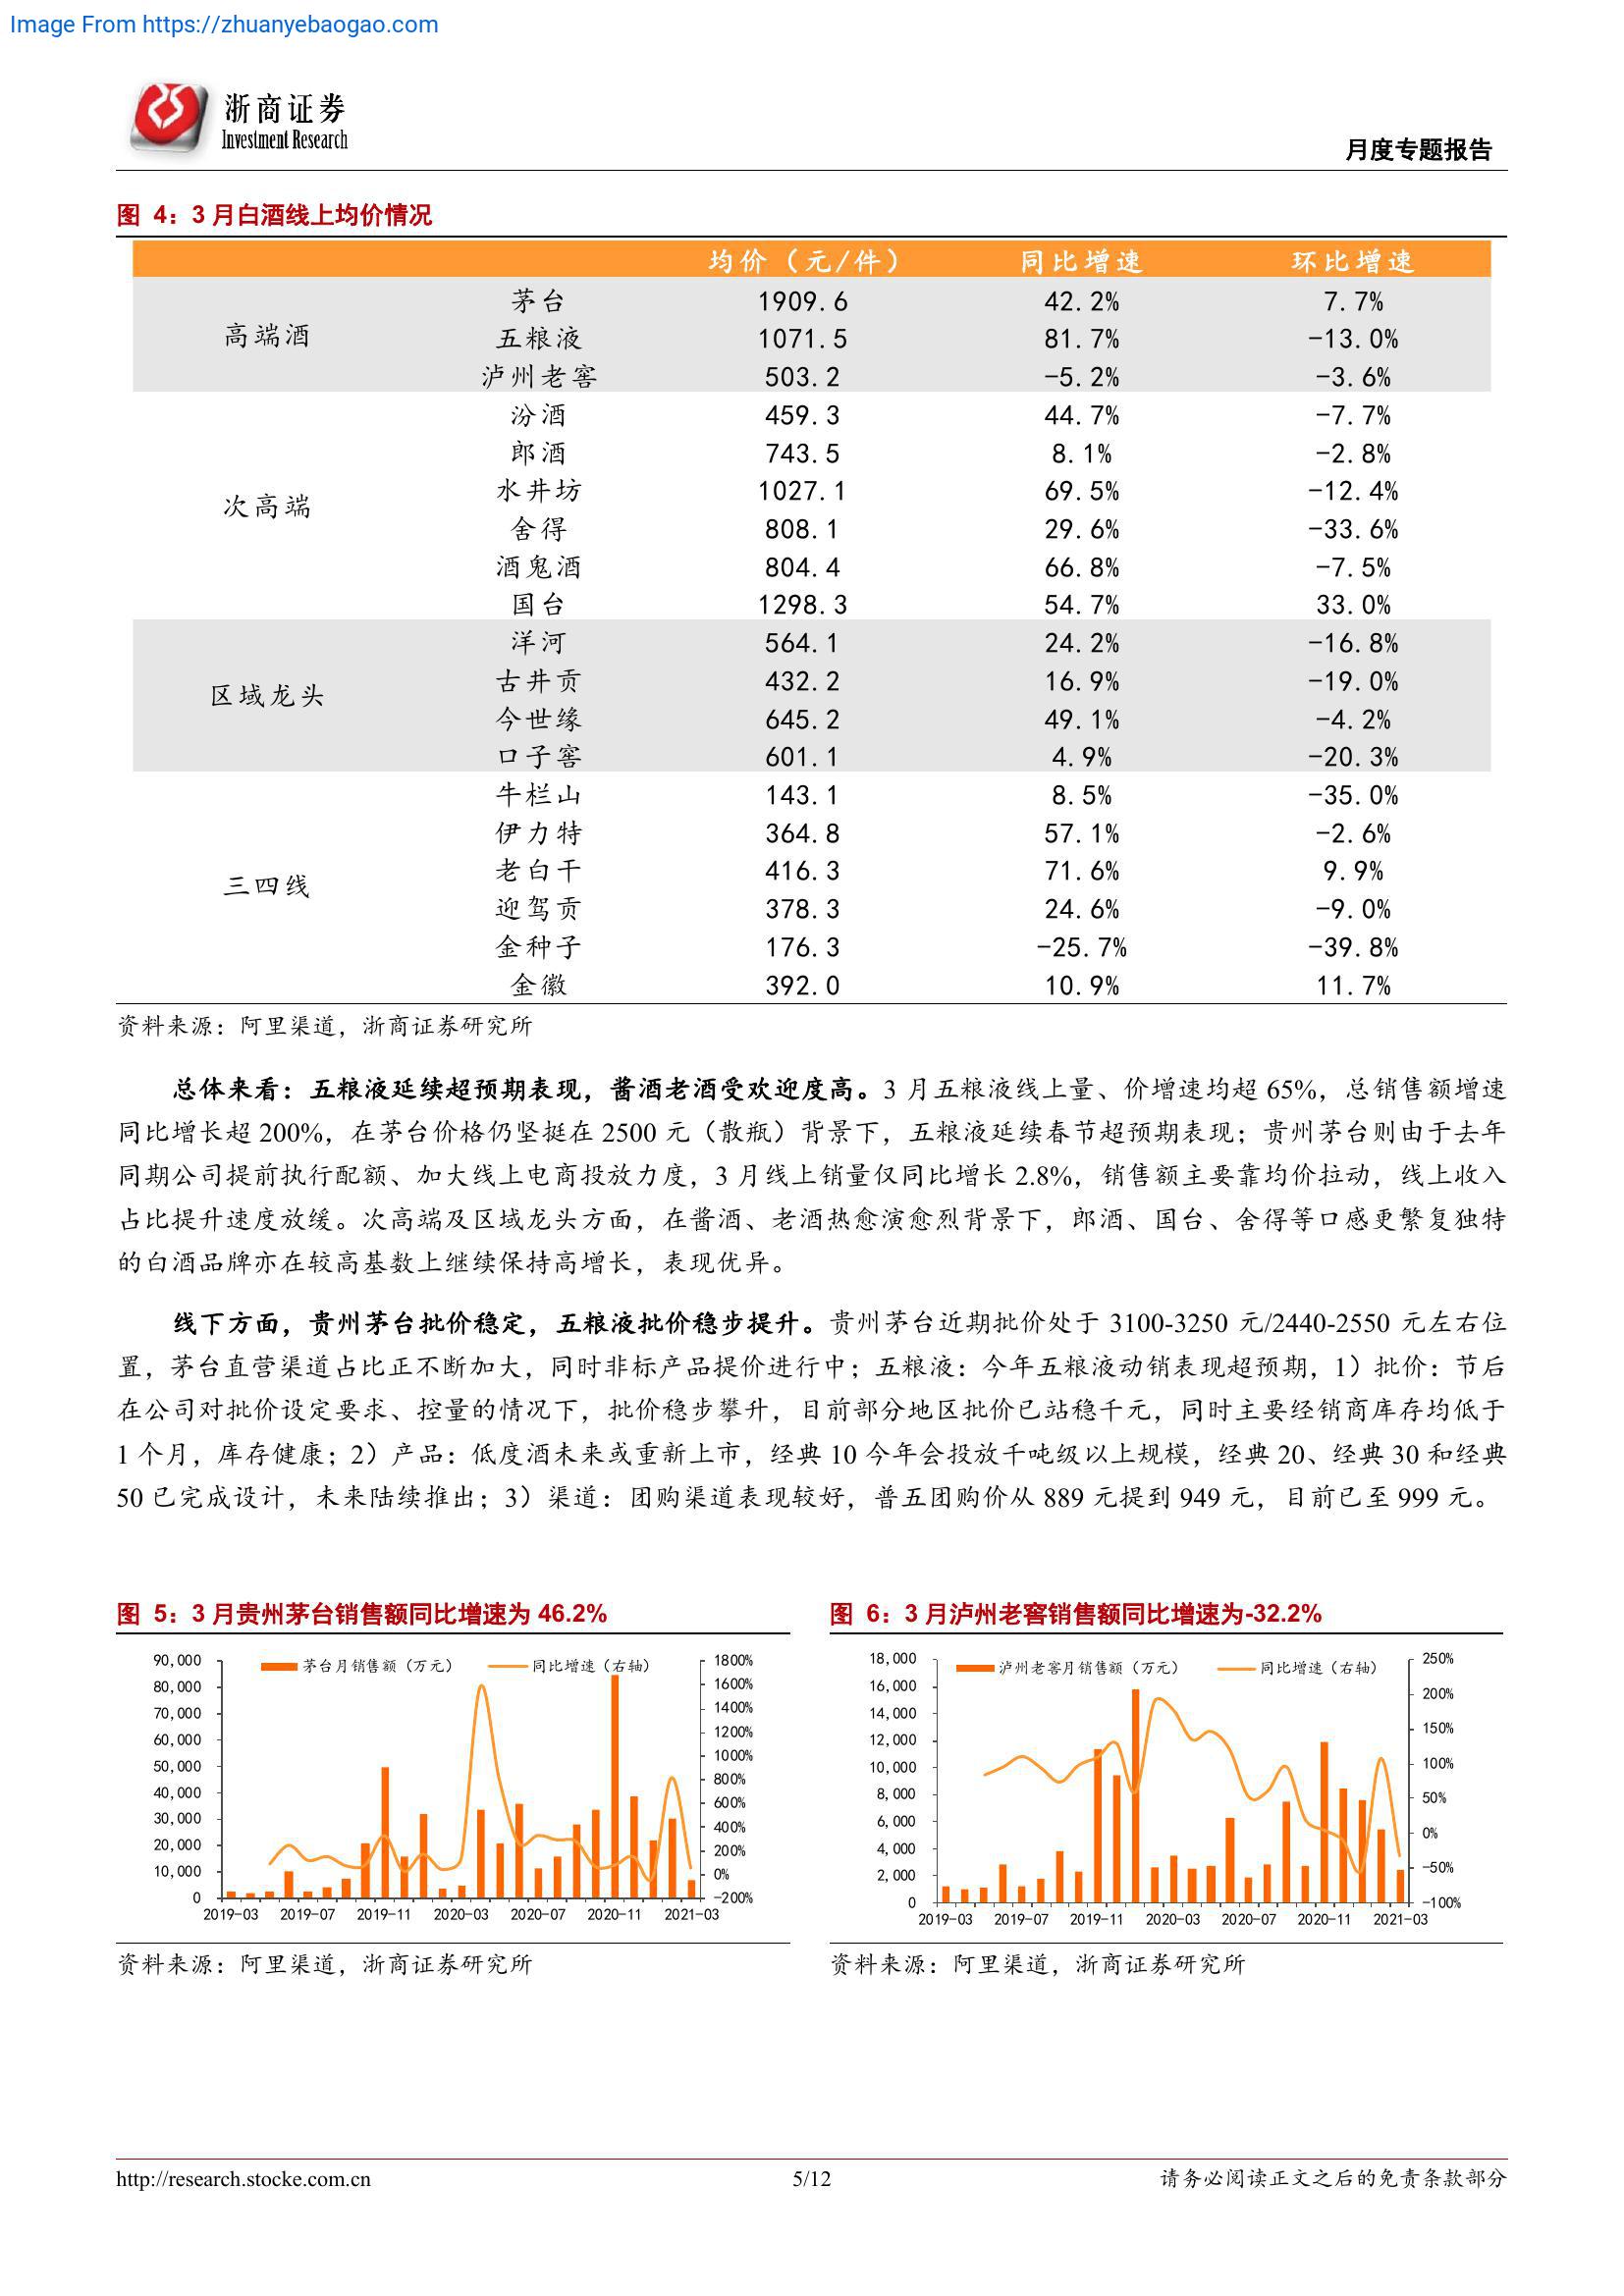 Image From https://zhuanyebaogao.com
浙商证券
Investment Research
月度专题报告
图 4：3 月白酒线上均价情况
均价（元/件） 同比增速 环比增速
高端酒
茅台 1909.6 42.2% 7.7%
五粮液 1071.5 81.7% -13.0%
泸州老窖 503.2 -5.2% -3.6%
次高端
汾酒 459.3 44.7% -7.7%
郎酒 743.5 8.1% -2.8%
水井坊 1027.1 69.5% -12.4%
舍得 808.1 29.6% -33.6%
酒鬼酒 804.4 66.8% -7.5%
国台 1298.3 54.7% 33.0%
区域龙头
洋河 564.1 24.2% -16.8%
古井贡 432.2 16.9% -19.0%
今世缘 645.2 49.1% -4.2%
口子窖 601.1 4.9% -20.3%
三四线
牛栏山 143.1 8.5% -35.0%
伊力特 364.8 57.1% -2.6%
老白干 416.3 71.6% 9.9%
迎驾贡 378.3 24.6% -9.0%
金种子 176.3 -25.7% -39.8%
金徽 392.0 10.9% 11.7%
资料来源：阿里渠道，浙商证券研究所
总体来看：五粮液延续超预期表现，酱酒老酒受欢迎度高。3 月五粮液线上量、价增速均超 65%，总销售额增速
同比增长超 200%，在茅台价格仍坚挺在 2500 元（散瓶）背景下，五粮液延续春节超预期表现；贵州茅台则由于去年
同期公司提前执行配额、加大线上电商投放力度，3 月线上销量仅同比增长 2.8%，销售额主要靠均价拉动，线上收入
占比提升速度放缓。次高端及区域龙头方面，在酱酒、老酒热愈演愈烈背景下，郎酒、国台、舍得等口感更繁复独特
的白酒品牌亦在较高基数上继续保持高增长，表现优异。
线下方面，贵州茅台批价稳定，五粮液批价稳步提升。贵州茅台近期批价处于 3100-3250 元/2440-2550 元左右位
置，茅台直营渠道占比正不断加大，同时非标产品提价进行中；五粮液：今年五粮液动销表现超预期，1）批价：节后
在公司对批价设定要求、控量的情况下，批价稳步攀升，目前部分地区批价已站稳千元，同时主要经销商库存均低于
1 个月，库存健康；2）产品：低度酒未来或重新上市，经典 10 今年会投放千吨级以上规模，经典 20、经典 30 和经典
50 已完成设计，未来陆续推出；3）渠道：团购渠道表现较好，普五团购价从 889 元提到 949 元，目前已至 999 元。
图 5：3 月贵州茅台销售额同比增速为 46.2%
茅台月销售额（万元） 同比增速（右轴）
90,000
80,000
70,000
60,000
50,000
40,000
30,000
20,000
10,000
0
1800%
1600%
1400%
1200%
1000%
800%
600%
400%
200%
0%
-200%
2019-03 2019-07 2019-11 2020-03 2020-07 2020-11 2021-03
资料来源：阿里渠道，浙商证券研究所
图 6：3 月泸州老窖销售额同比增速为-32.2%
泸州老窖月销售额（万元） 同比增速（右轴）
18,000
16,000
14,000
12,000
10,000
8,000
6,000
4,000
2,000
0
250%
200%
150%
100%
50%
0%
-50%
-100%
2019-03 2019-07 2019-11 2020-03 2020-07 2020-11 2021-03
资料来源：阿里渠道，浙商证券研究所
http://research.stocke.com.cn
5/12
请务必阅读正文之后的免责条款部分